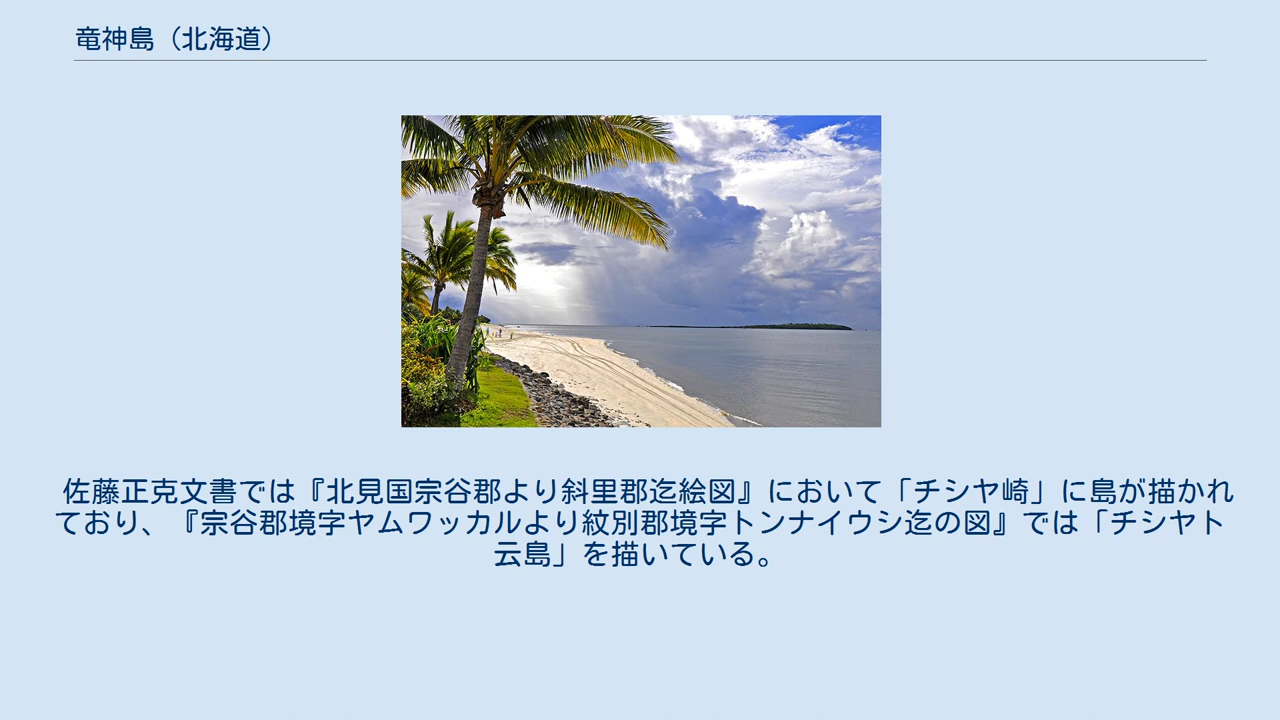 竜神島（北海道）
佐藤正克文書では『北見国宗谷郡より斜里郡迄絵図』において「チシヤ崎」に島が描かれ
ており、『宗谷郡境字ヤムワッカルより紋別郡境字トンナイウシ迄の図』では「チシヤト
云島」を描いている。